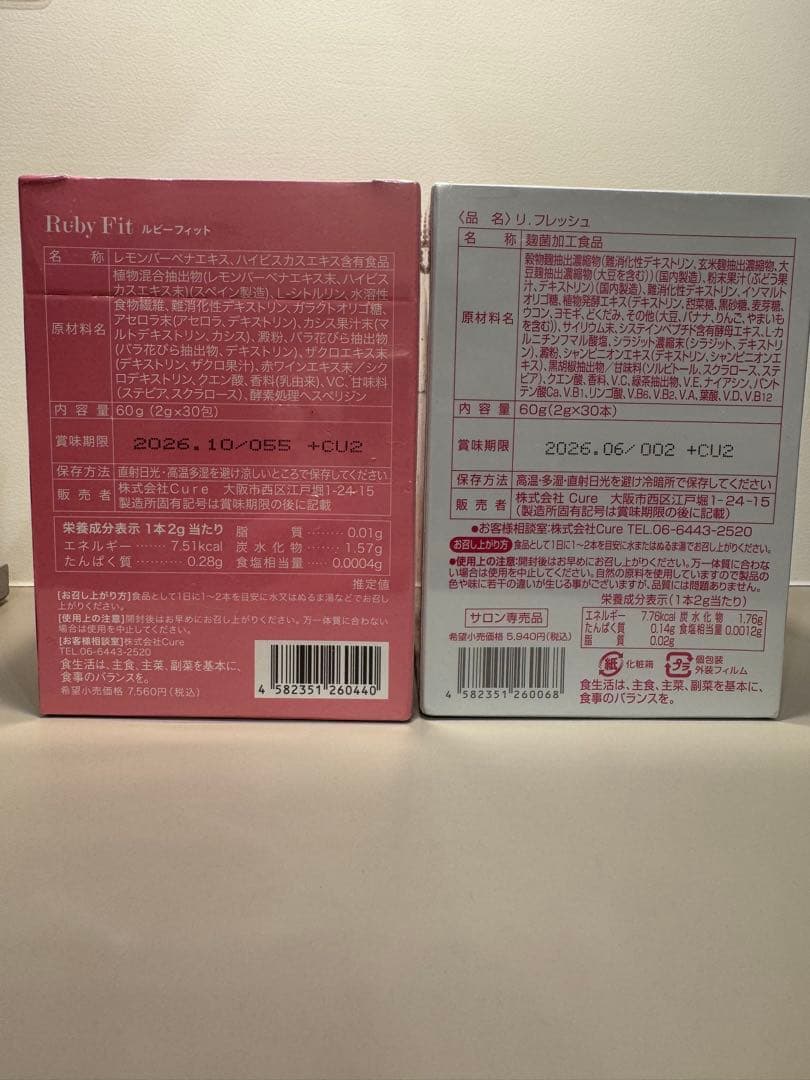 Ruby Fit ルビーフィット
名 称 レモンバーベナエキス、ハイビスカスエキス含有食品
原材料名
植物混合抽出物(レモンバーベナエキス末、ハイビス
カスエキス末)(スペイン製造)、L-シトルリン、水溶性
食物繊維、難消化性デキストリン、ガラクトオリゴ糖、
アセロラ末(アセロラ、デキストリン)、カシス果汁末(マ
ルトデキストリン、カシス)、澱粉、バラ花びら抽出物
(バラ花びら抽出物、デキストリン)、ザクロエキス末
(デキストリン、ザクロ果汁)、赤ワインエキス末／シク
ロデキストリン、クエン酸、香料(乳由来)、VC、甘味料
(ステビア、スクラロース)、酵素処理ヘスペリジン
内 容 量 60g (2g×30包)
賞味期限 2026.10/055 +CU2
保存方法 直射日光・高温多湿を避け涼しいところで保存してください
販 売 者 株式会社Cure 大阪市西区江戸堀1-24-15
(製造所固有記号は賞味期限の後に記載
栄養成分表示 1本2g当たり 脂 質 ……… 0.01g
エネルギー ……… 7.51kcal 炭 水 化 物 … 1.57g
たんぱく質 ……… 0.28g 食塩相当量 … 0.0004g
推定値
[お召し上がり方]食品として1日に1〜2本を目安に水又はぬるま湯などでお召し
上がりください。
[使用上の注意]開封後はお早めにお召し上がりください。万一体質に合わない
場合は使用を中止してください。
[お客様相談室]株式会社Cure
TEL.06-6443-2520
食生活は、主食、主菜、副菜を基本に、
食事のバランスを。
希望小売価格 7,560円(税込)
4 582351 260440
〈品 名〉リ.フレッシュ
名 称 麹菌加工食品
原材料名
穀物麹抽出濃縮物(難消化性デキストリン、玄米麹抽出濃縮物、大
豆麹抽出濃縮物(大豆を含む))(国内製造)、粉末果汁(ぶどう果
汁、デキストリン)(国内製造)、難消化性デキストリン、イソマルト
オリゴ糖、植物発酵エキス(デキストリン、甜菜糖、黒砂糖、麦芽糖、
ウコン、ヨモギ、どくだみ、その他(大豆、バナナ、りんご、やまいも
を含む))、サイリウム末、システインペプチド含有酵母エキス、L-カ
ルニチンフマル酸塩、シラジット濃縮末(シラジット、デキストリ
ン)、澱粉、シャンピニオンエキス(デキストリン、シャンピニオンエ
キス)、黒胡椒抽出物／甘味料(ソルビトール、スクラロース、ステ
ビア)、クエン酸、香料、V.C、緑茶抽出物、V.E、ナイアシン、パント
テン酸Ca、V.B1、リンゴ酸、V.B6、V.B2、V.A、葉酸、V.D、V.B12
内 容 量 60g(2g×30本)
賞味期限 2026.06/002 +CU2
保存方法 高温・多湿・直射日光を避け冷暗所で保存してください
販 売 者 株式会社 Cure 大阪市西区江戸堀1-24-15
(製造所固有記号は賞味期限の後に記載)
●お客様相談室:株式会社Cure TEL.06-6443-2520
お召し上がり方 食品として1日に1〜2本を目安に水またはぬるま湯でお召し上がりください。
●使用上の注意:開封後はお早めにお召し上がりください。万一体質に合わな
い場合は使用を中止してください。自然の原料を使用していますので製品の
色や味に若干の違いが生じる事がございますが、品質には問題ありません。
サロン専売品
希望小売価格 5,940円(税込)
栄養成分表示(1本2g当たり)
エネルギー 7.76kcal 炭 水 化 物 1.76g
たんぱく質 0.14g 食塩相当量 0.0012g
脂 質 0.02g
紙 化粧箱 プラ 個包装
外装フィルム
4 582351 260068
食生活は、主食、主菜、副菜を基本に、
食事のバランスを。